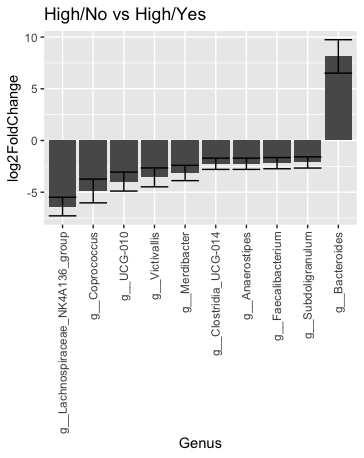 High/No vs High/Yes
log2FoldChange
10
5
0
-5
g__Lachnospiraceae_NK4A136_group
g__Coprococcus
g__UCG-010
g__Victivallis
g__Merdibacter
g__Clostridia_UCG-014
g__Anaerostipes
g__Faecalibacterium
g__Subdoligranulum
g__Bacteroides
Genus